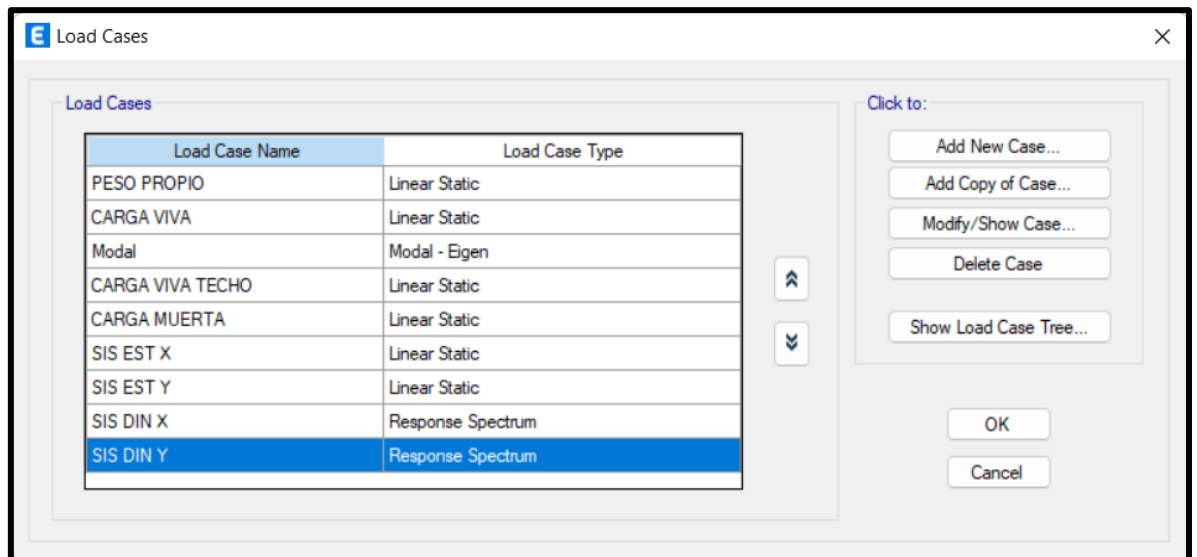 E Load Cases
Load Cases
Load Case Name Load Case Type
PESO PROPIO Linear Static
CARGA VIVA Linear Static
Modal Modal - Eigen
CARGA VIVA TECHO Linear Static
CARGA MUERTA Linear Static
SIS EST X Linear Static
SIS EST Y Linear Static
SIS DIN X Response Spectrum
SIS DIN Y Response Spectrum
Click to:
Add New Case...
Add Copy of Case...
Modify/Show Case...
Delete Case
Show Load Case Tree...
OK
Cancel